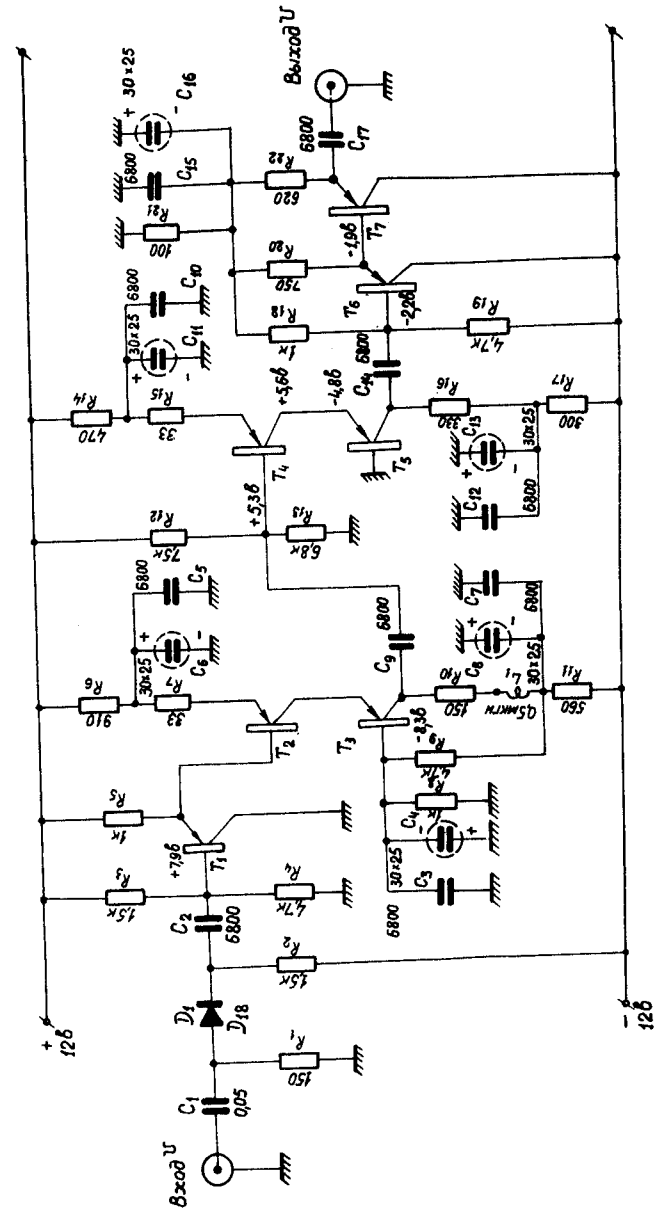 Вход U
C1
0,05
R1
150
D1
D18
R2
1,5к
C2
6800
R3
1,5к
R4
4,7к
+7,9в
T1
R5
1к
+
12в
-
12в
R6
910
30×25
+
-
C6
6800
C5
R7
33
T2
T3
-8,3в
6800
C3
30×25
C4
-
+
R8
1к
R9
4,7к
C9
6800
R10
150
L1
0,5мкгн
R11
560
C8
+
-
30×25
C7
6800
R12
7,5к
+5,3в
R13
6,8к
R14
470
30×25
+
-
C11
6800
C10
R15
33
T4
+5,6в
-4,8в
T5
C12
6800
C13
+
-
30×25
R16
330
R17
300
C14
6800
R18
1к
R19
4,7к
-2,2в
T6
R20
750
-1,9в
T7
R21
100
6800
C15
+ 30×25
-
C16
R22
620
6800
C17
Выход U